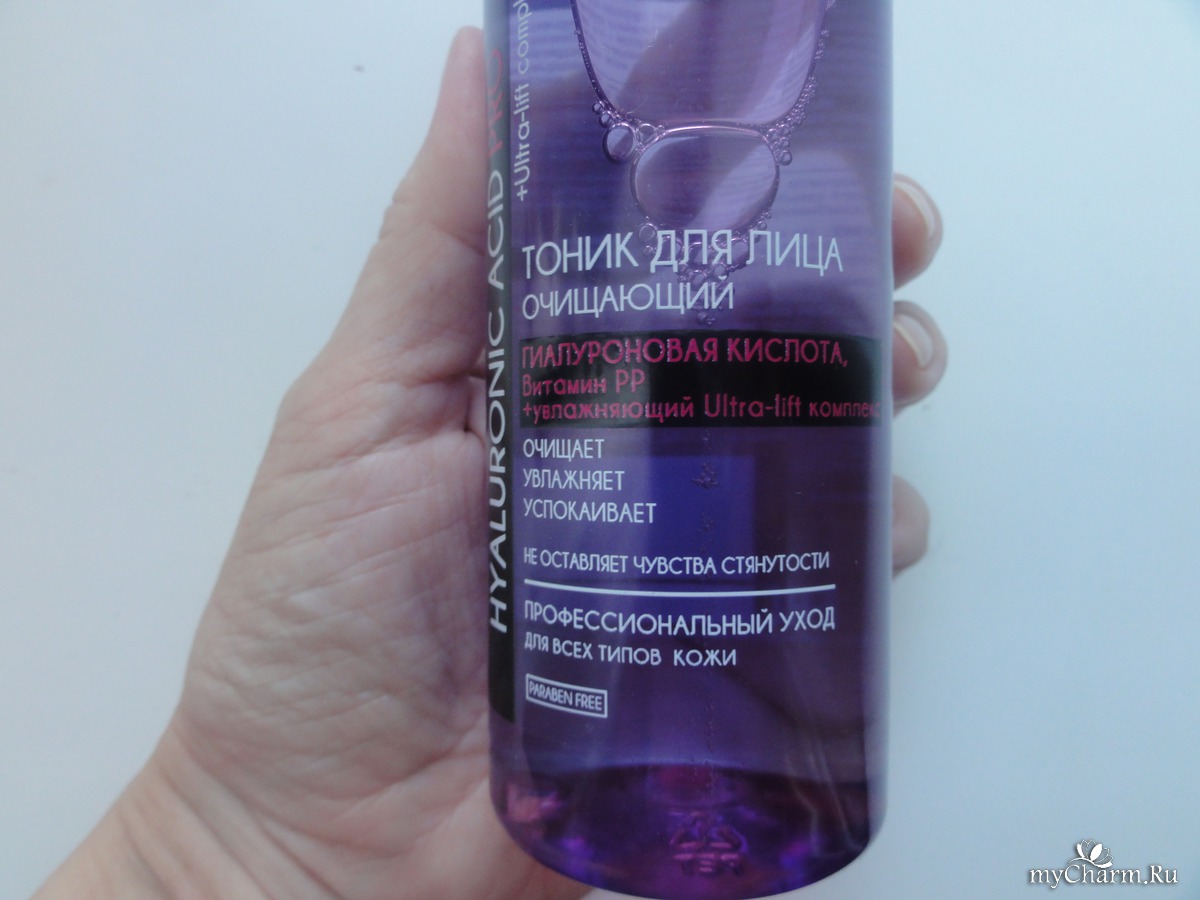 HYALURONIC ACID PRO
+Ultra-lift compl
ТОНИК ДЛЯ ЛИЦА
ОЧИЩАЮЩИЙ
ГИАЛУРОНОВАЯ КИСЛОТА,
Витамин PP
+увлажняющий Ultra-lift комплекс
ОЧИЩАЕТ
УВЛАЖНЯЕТ
УСПОКАИВАЕТ
НЕ ОСТАВЛЯЕТ ЧУВСТВА СТЯНУТОСТИ
ПРОФЕССИОНАЛЬНЫЙ УХОД
ДЛЯ ВСЕХ ТИПОВ КОЖИ
PARABEN FREE
myCharm.Ru